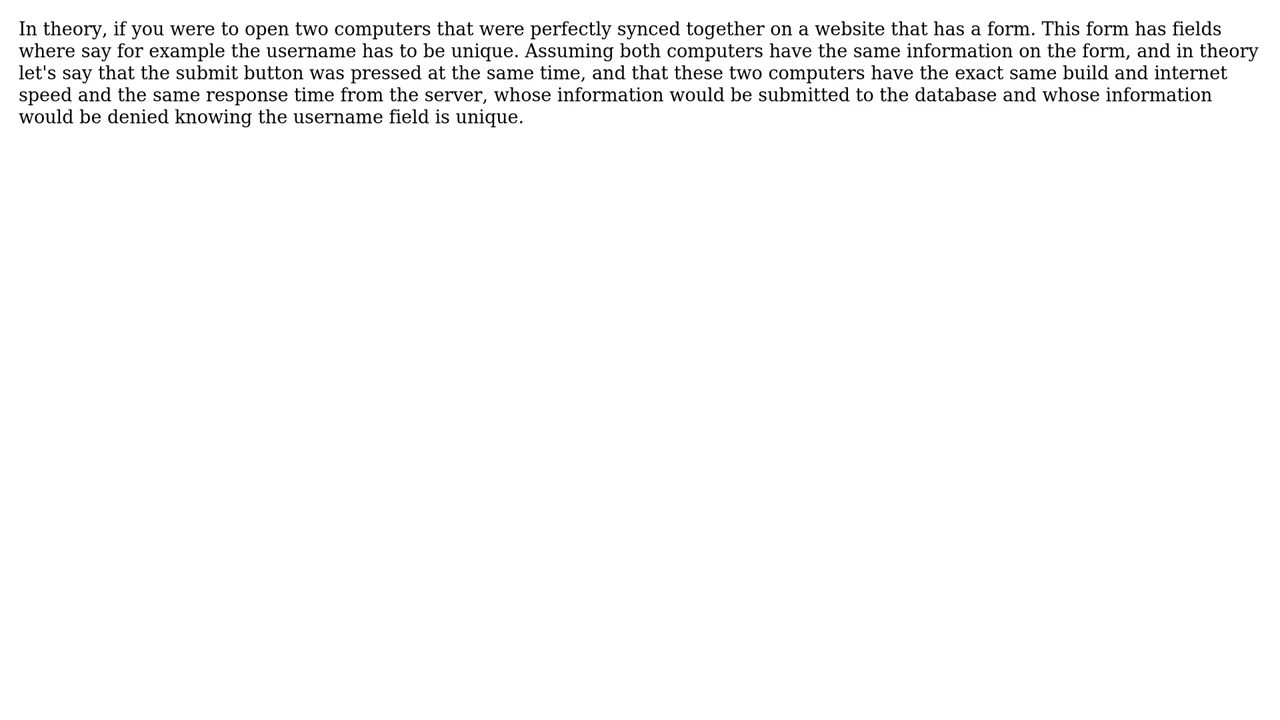 In theory, if you were to open two computers that were perfectly synced together on a website that has a form. This form has fields
where say for example the username has to be unique. Assuming both computers have the same information on the form, and in theory
let's say that the submit button was pressed at the same time, and that these two computers have the exact same build and internet
speed and the same response time from the server, whose information would be submitted to the database and whose information
would be denied knowing the username field is unique.